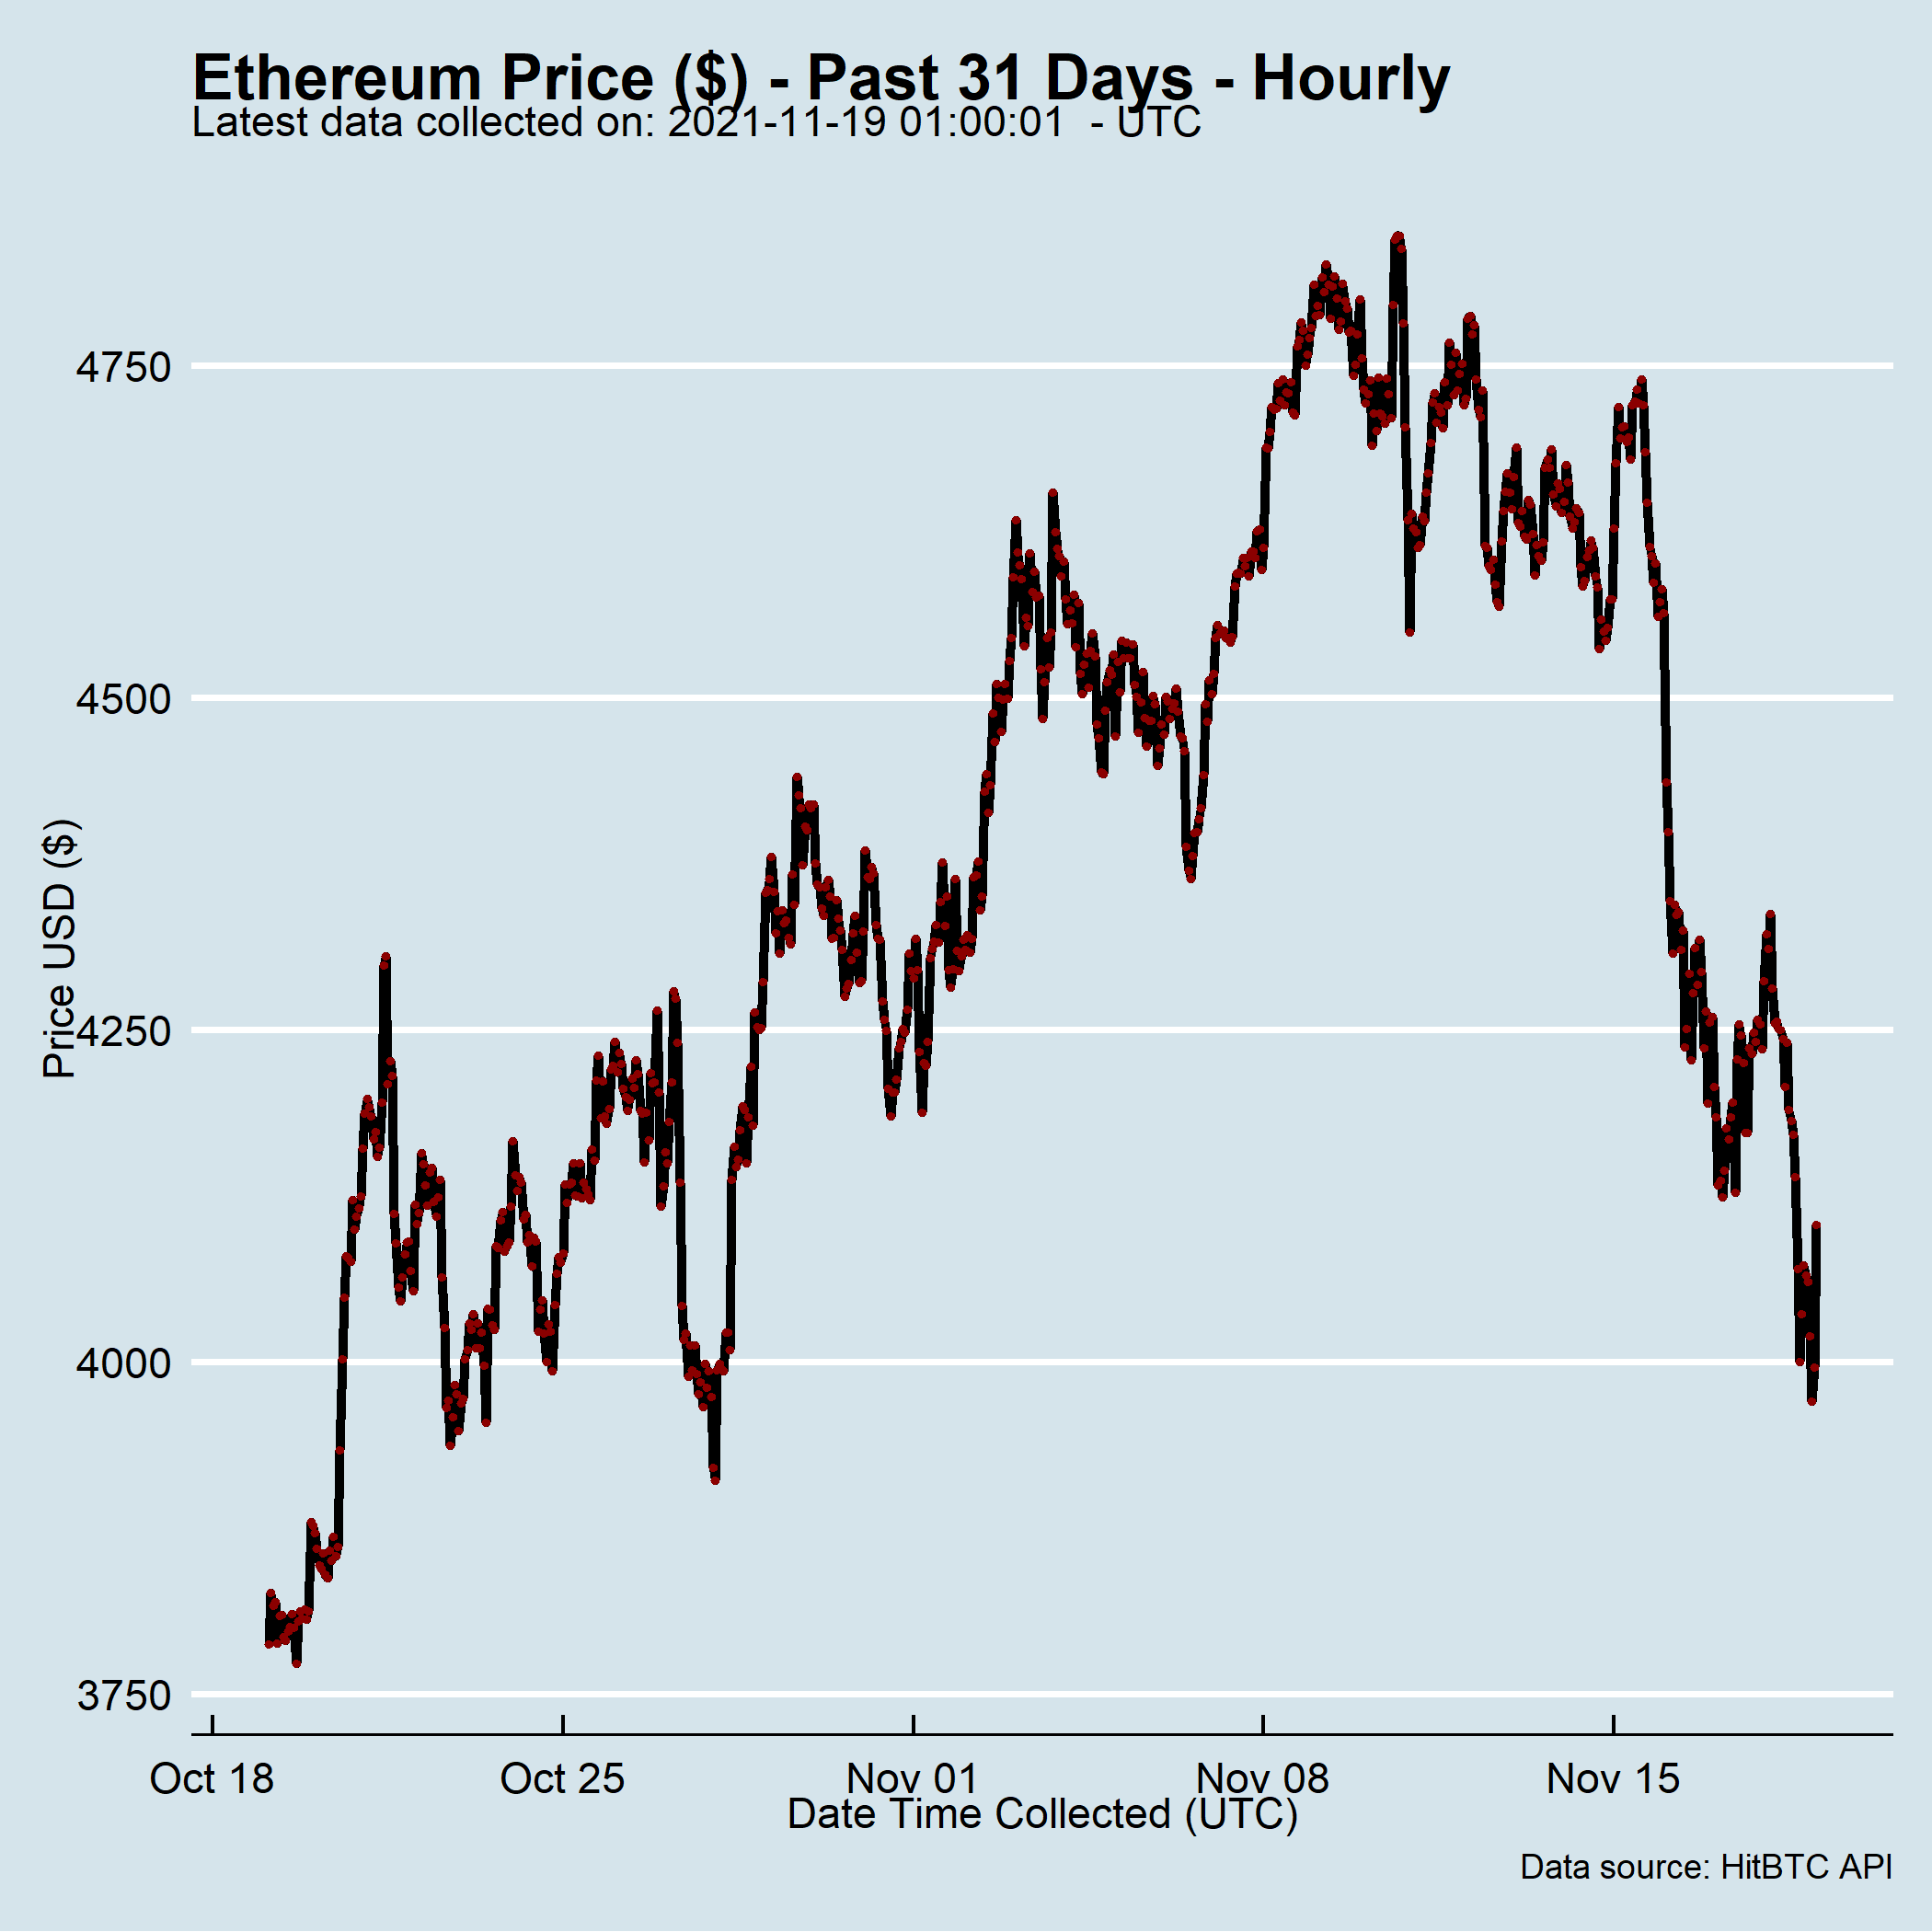 Ethereum Price ($) - Past 31 Days - Hourly
Latest data collected on: 2021-11-19 01:00:01  - UTC
4750
4500
4250
4000
3750
Price USD ($)
Oct 18 Oct 25 Nov 01 Nov 08 Nov 15
Date Time Collected (UTC)
Data source: HitBTC API